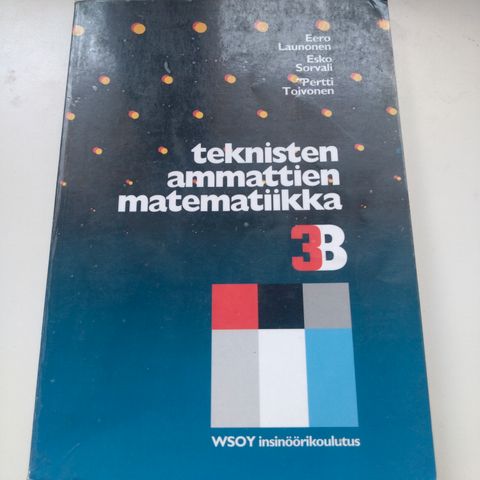 Eero
Launonen
Esko
Sorvali
Pertti
Toivonen
teknisten
ammattien
matematiikka
3B
WSOY insinöörikoulutus